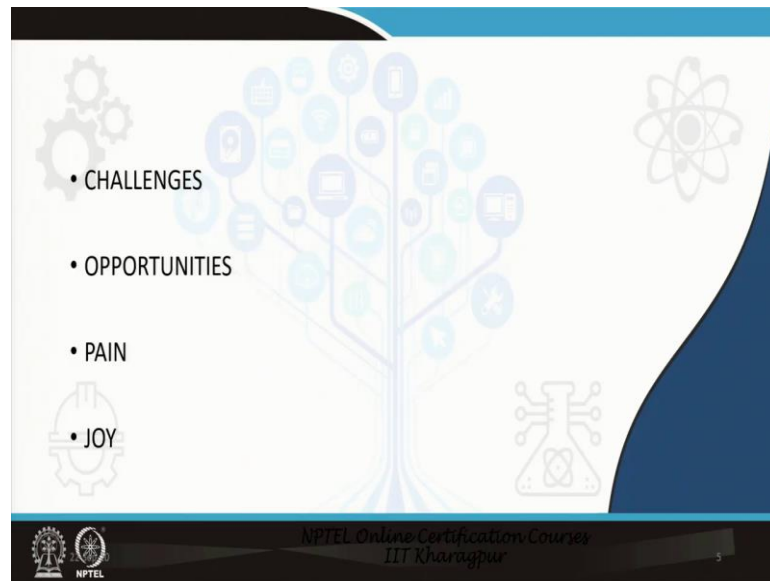 • CHALLENGES
• OPPORTUNITIES
• PAIN
• JOY
NPTEL Online Certification Courses
IIT Kharagpur
NPTEL
5